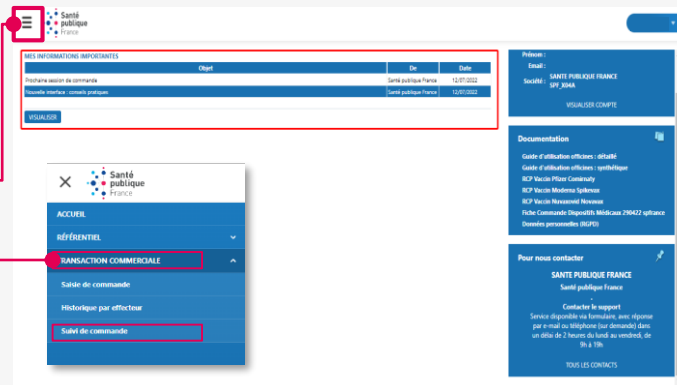 Santé
publique
France
MES INFORMATIONS IMPORTANTES
Objet De Date
Prochaine session de commande Santé publique France 12/07/2022
Nouvelle interface : conseils pratiques Santé publique France 12/07/2022
VISUALISER
Santé
publique
France
ACCUEIL
RÉFÉRENTIEL
TRANSACTION COMMERCIALE
Saisie de commande
Historique par effecteur
Suivi de commande
Prénom :
Email :
Société : SANTE PUBLIQUE FRANCE
SPF_X04A
VISUALISER COMPTE
Documentation
Guide d'utilisation officines : détaillé
Guide d'utilisation officines : synthétique
RCP Vaccin Pfizer Comirnaty
RCP Vaccin Moderna Spikevax
RCP Vaccin Nuvaxovid Novavax
Fiche Commande Dispositifs Médicaux 290422 spfrance
Données personnelles (RGPD)
Pour nous contacter
SANTE PUBLIQUE FRANCE
Santé publique France
-
Contacter le support
Service disponible via formulaire, avec réponse
par e-mail ou téléphone (sur demande) dans
un délai de 2 heures du lundi au vendredi, de
9h à 19h
TOUS LES CONTACTS